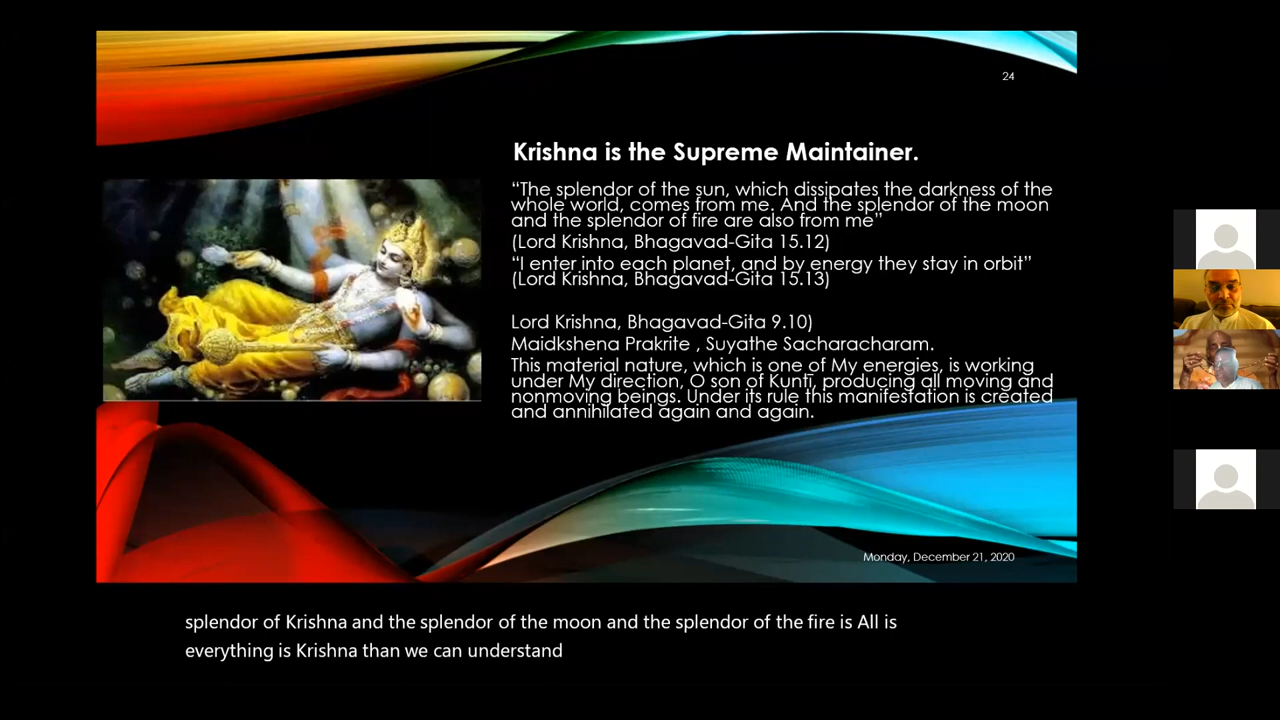 24
Krishna is the Supreme Maintainer.
“The splendor of the sun, which dissipates the darkness of the
whole world, comes from me. And the splendor of the moon
and the splendor of fire are also from me”
(Lord Krishna, Bhagavad-Gita 15.12)
“I enter into each planet, and by energy they stay in orbit”
(Lord Krishna, Bhagavad-Gita 15.13)
Lord Krishna, Bhagavad-Gita 9.10)
Maidkshena Prakrite , Suyathe Sacharacharam.
This material nature, which is one of My energies, is working
under My direction, O son of Kunti, producing all moving and
nonmoving beings. Under its rule this manifestation is created
and annihilated again and again.
Monday, December 21, 2020
splendor of Krishna and the splendor of the moon and the splendor of the fire is All is
everything is Krishna than we can understand